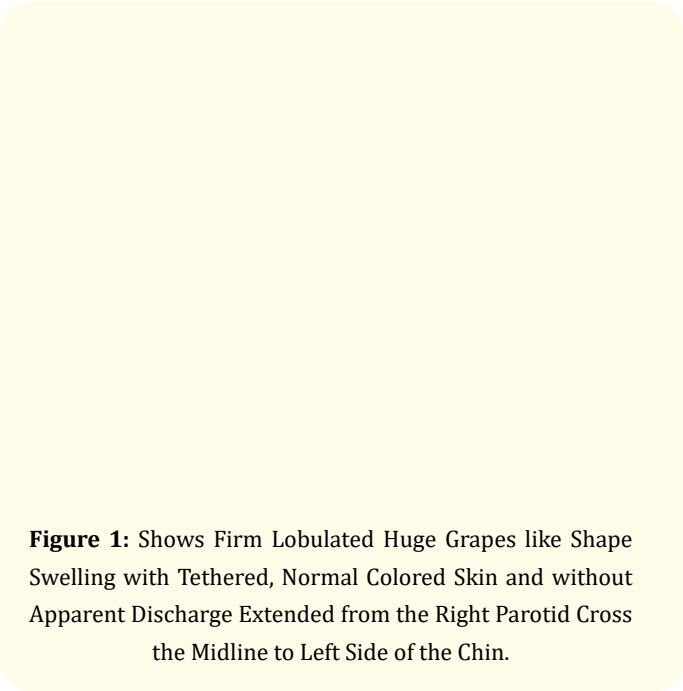 Figure 1: Shows Firm Lobulated Huge Grapes like Shape
Swelling with Tethered, Normal Colored Skin and without
Apparent Discharge Extended from the Right Parotid Cross
the Midline to Left Side of the Chin.